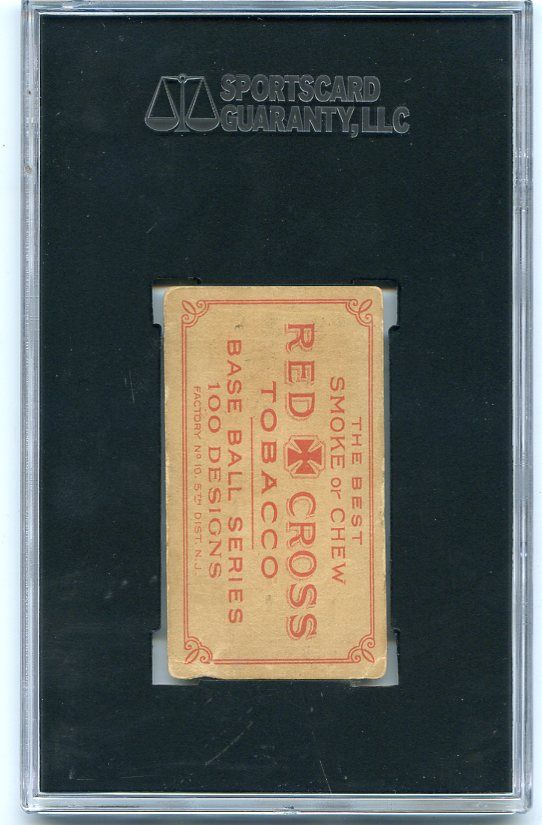 SPORTSCARD
GUARANTY, LLC
THE BEST
SMOKE or CHEW
RED CROSS
TOBACCO
BASE BALL SERIES
100 DESIGNS
FACTORY Nº 10. 5TH DIST. N.J.